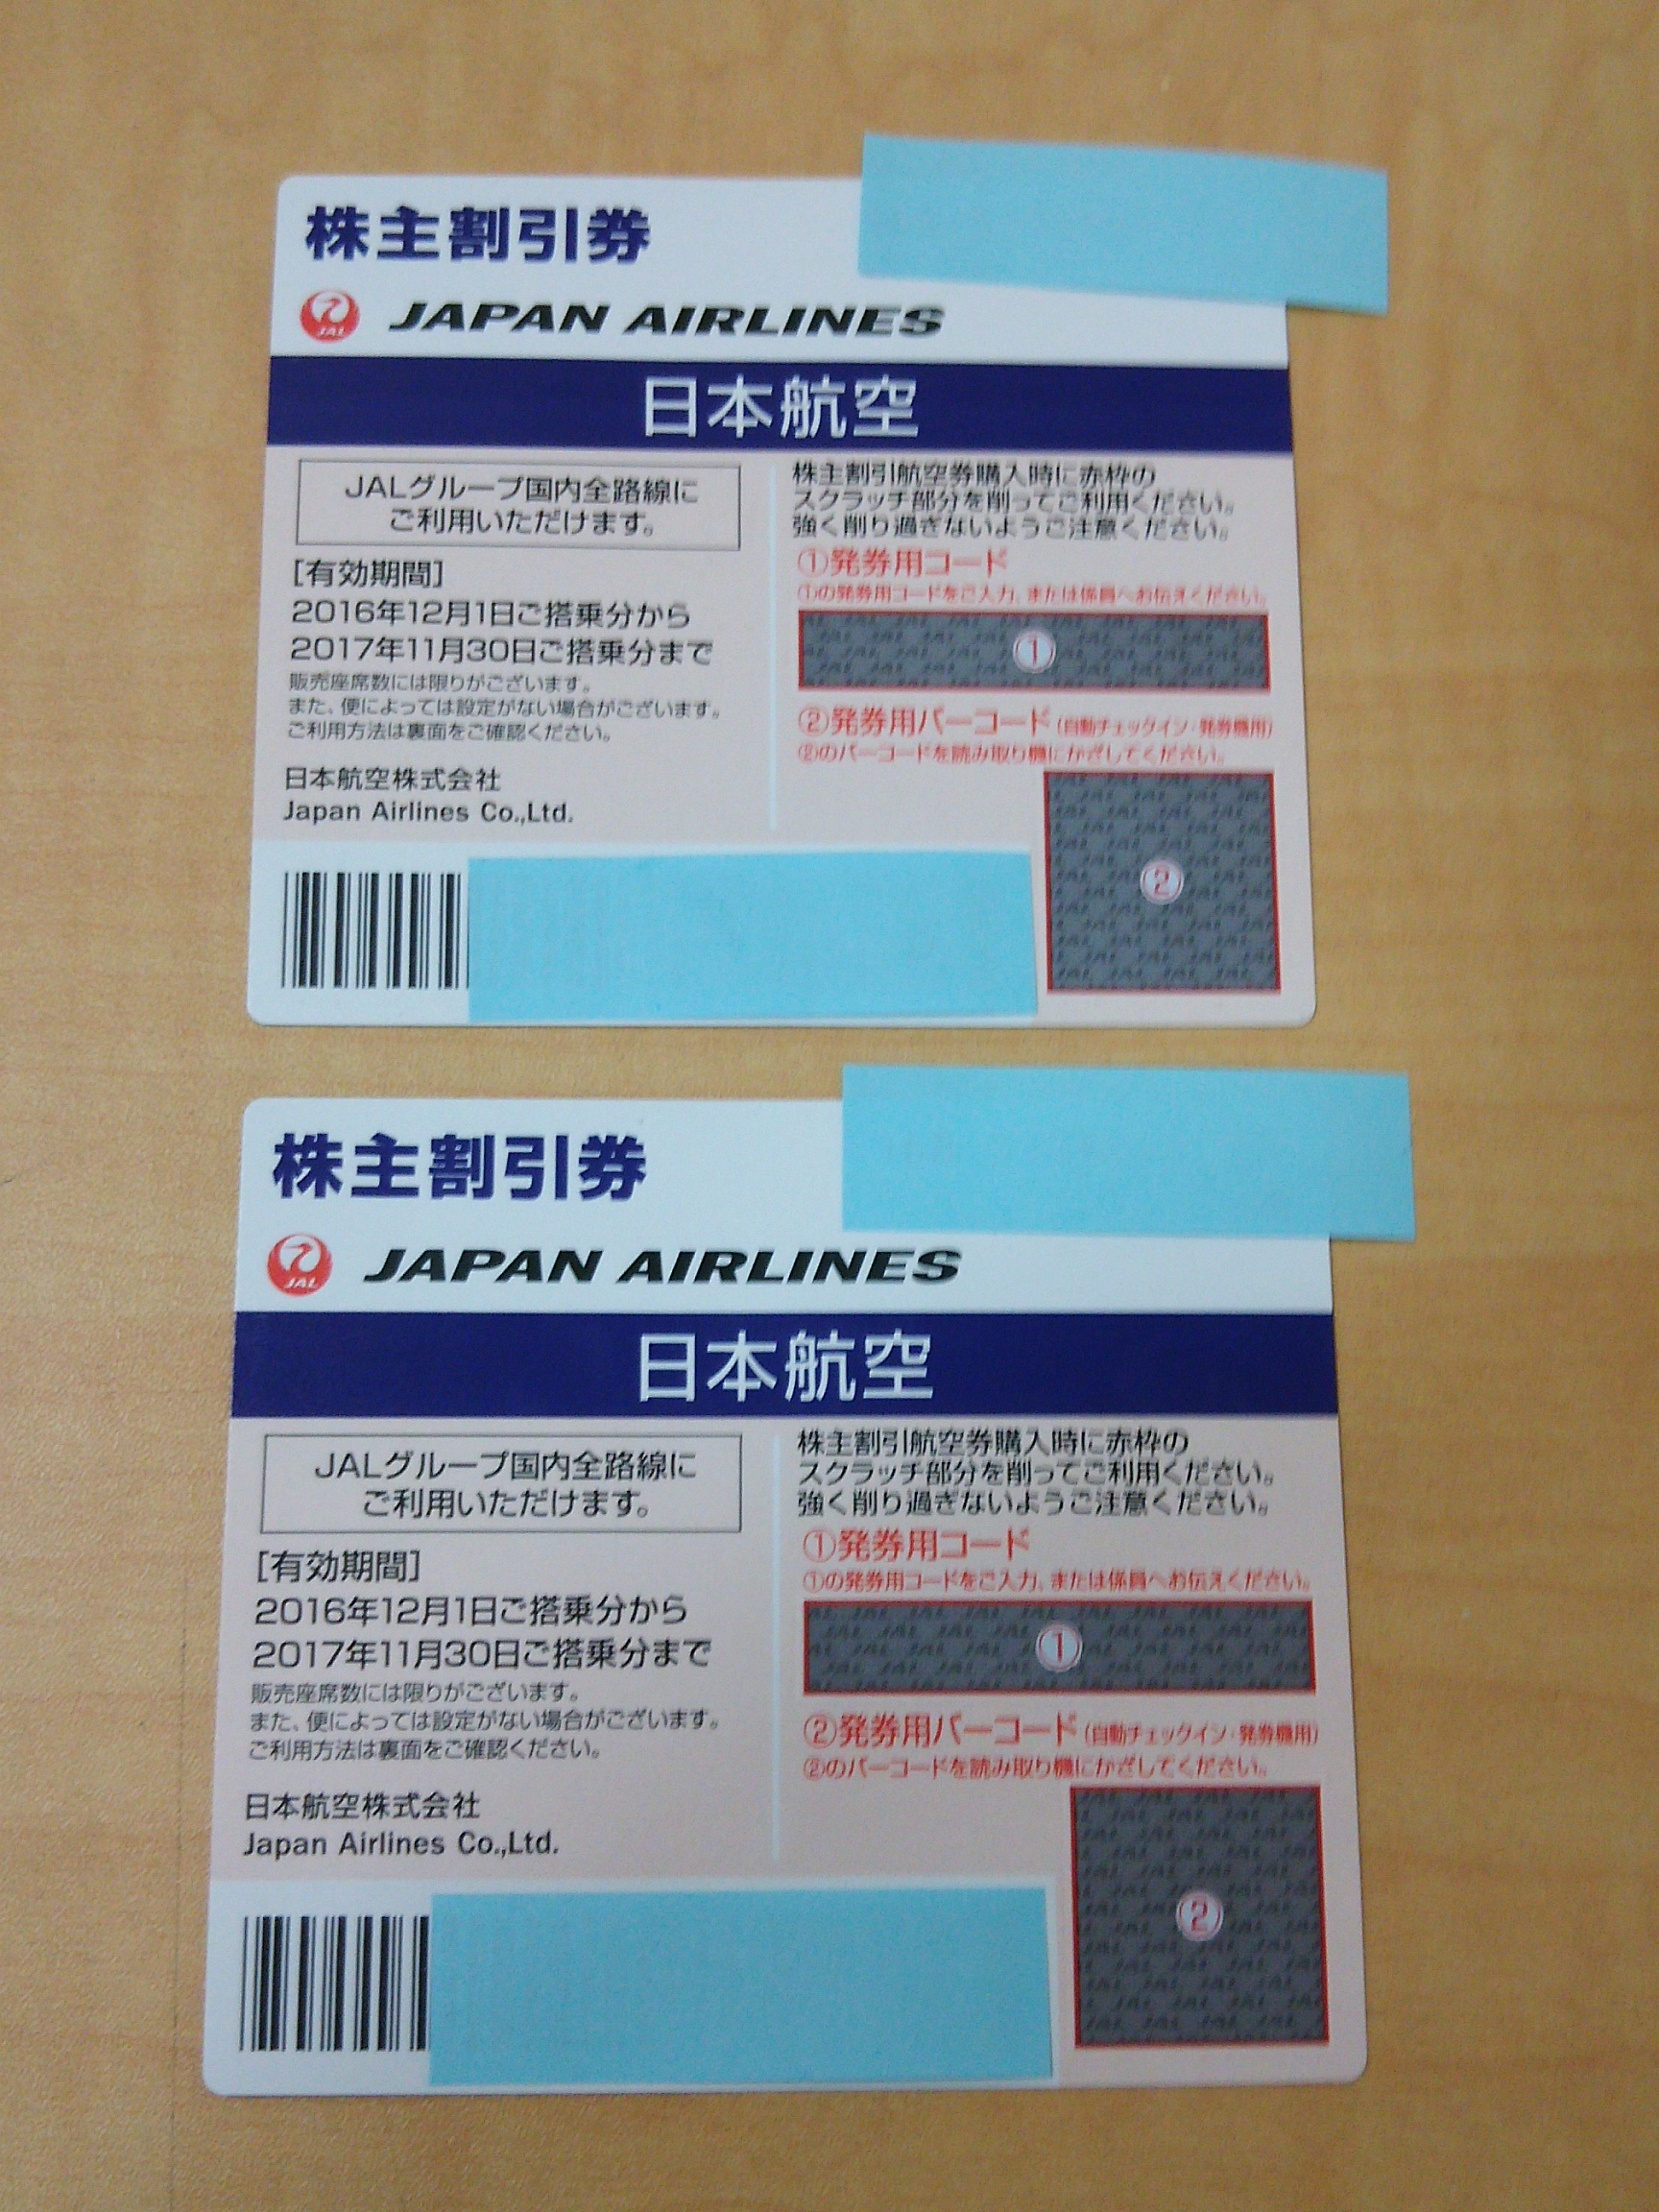 株主割引券
JAL
JAPAN AIRLINES
日本航空
JALグループ国内全路線に
ご利用いただけます。
[有効期間]
2016年12月1日ご搭乗分から
2017年11月30日ご搭乗分まで
販売座席数には限りがございます。
また、便によっては設定がない場合がございます。
ご利用方法は裏面をご確認ください。
日本航空株式会社
Japan Airlines Co.,Ltd.
株主割引航空券購入時に赤枠の
スクラッチ部分を削ってご利用ください。
強く削り過ぎないようご注意ください。
①発券用コード
①の発券用コードをご入力、または係員へお伝えください。
①
②発券用バーコード(自動チェックイン・発券機用)
②のバーコードを読み取り機にかざしてください。
②
株主割引券
JAL
JAPAN AIRLINES
日本航空
JALグループ国内全路線に
ご利用いただけます。
[有効期間]
2016年12月1日ご搭乗分から
2017年11月30日ご搭乗分まで
販売座席数には限りがございます。
また、便によっては設定がない場合がございます。
ご利用方法は裏面をご確認ください。
日本航空株式会社
Japan Airlines Co.,Ltd.
株主割引航空券購入時に赤枠の
スクラッチ部分を削ってご利用ください。
強く削り過ぎないようご注意ください。
①発券用コード
①の発券用コードをご入力、または係員へお伝えください。
①
②発券用バーコード(自動チェックイン・発券機用)
②のバーコードを読み取り機にかざしてください。
②